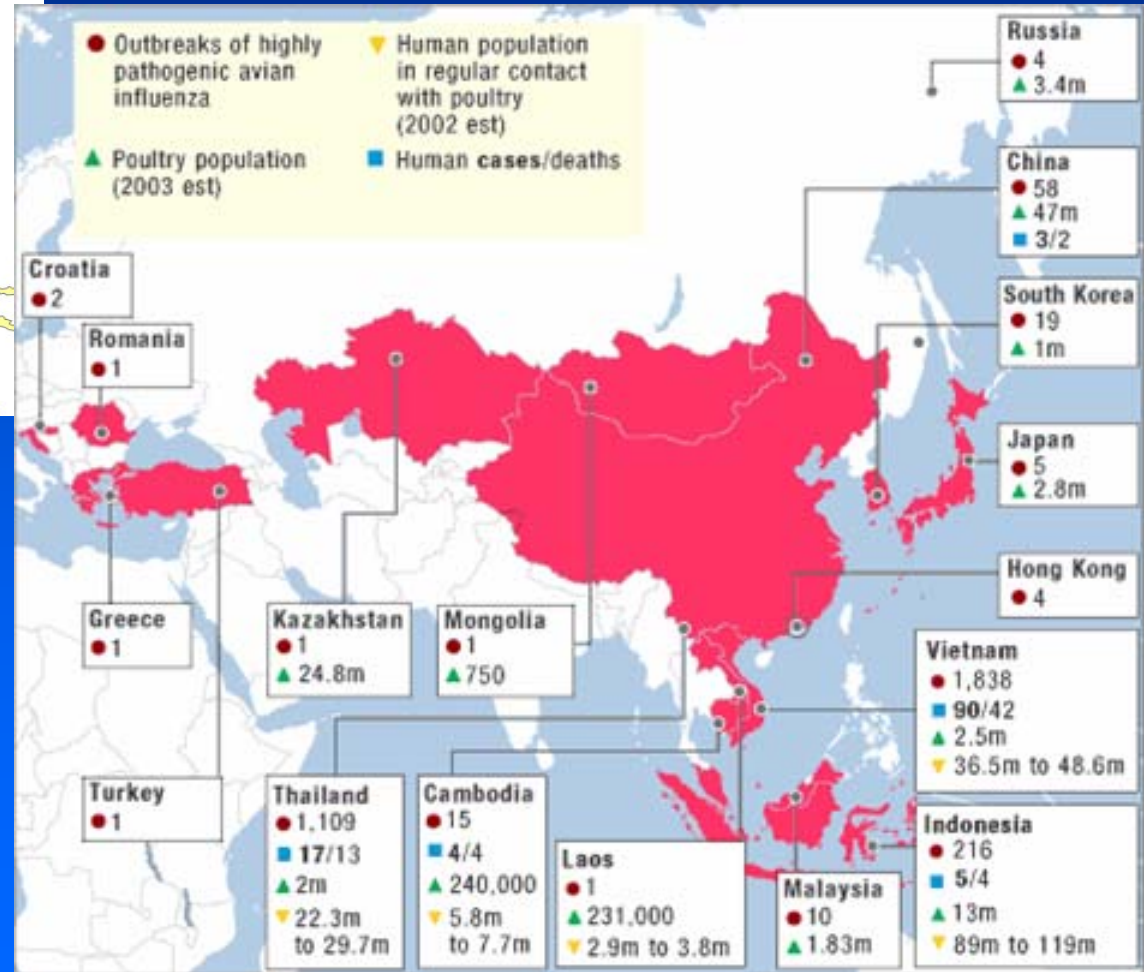 ● Outbreaks of highly
pathogenic avian
influenza
▲ Poultry population
(2003 est)
▼ Human population
in regular contact
with poultry
(2002 est)
■ Human cases/deaths
Russia
● 4
▲ 3.4m
China
● 58
▲ 47m
■ 3/2
South Korea
● 19
▲ 1m
Japan
● 5
▲ 2.8m
Hong Kong
● 4
Croatia
● 2
Romania
● 1
Greece
● 1
Turkey
● 1
Kazakhstan
● 1
▲ 24.8m
Mongolia
● 1
▲ 750
Thailand
● 1,109
■ 17/13
▲ 2m
▼ 22.3m
to 29.7m
Cambodia
● 15
■ 4/4
▲ 240,000
▼ 5.8m
to 7.7m
Laos
● 1
▲ 231,000
▼ 2.9m to 3.8m
Malaysia
● 10
▲ 1.83m
Vietnam
● 1,838
■ 90/42
▲ 2.5m
▼ 36.5m to 48.6m
Indonesia
● 216
■ 5/4
▲ 13m
▼ 89m to 119m